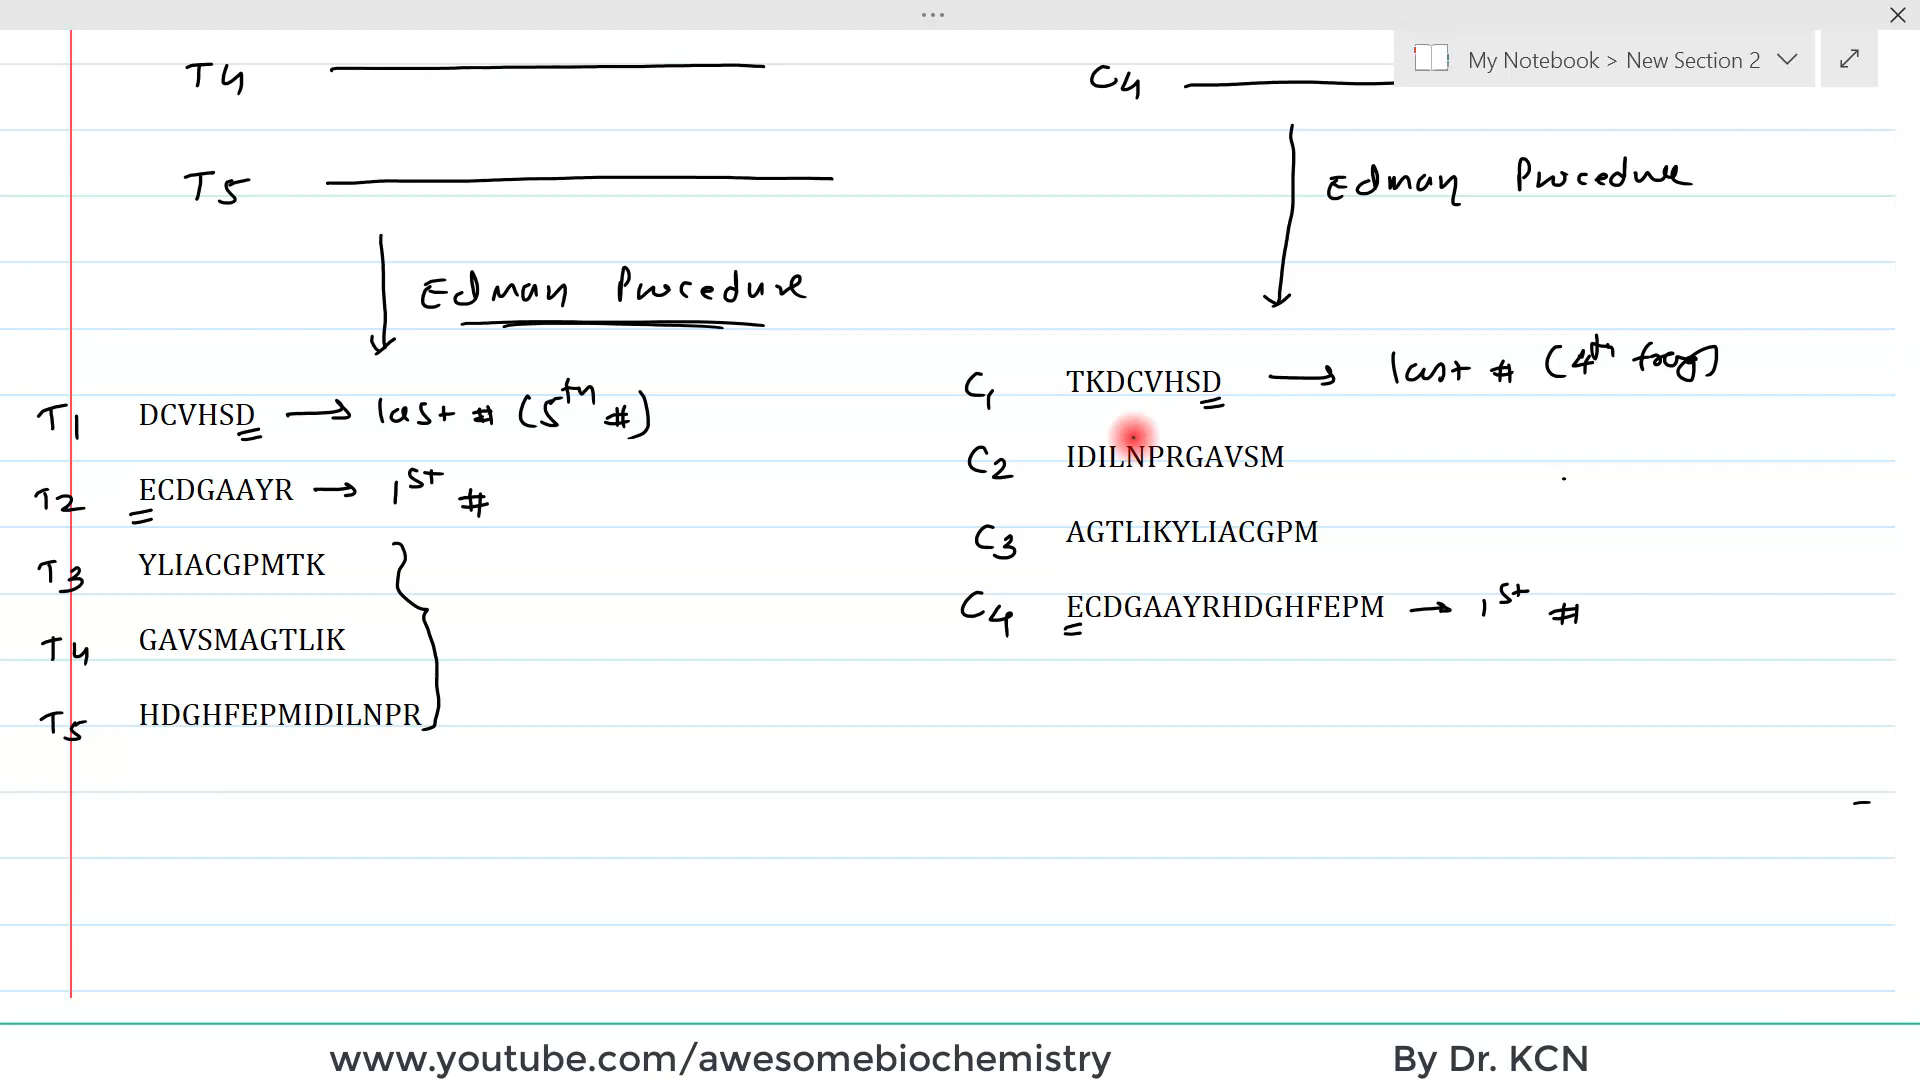 My Notebook > New Section 2
T4
C4
T5
Edman Procedure
Edman Procedure
T1 DCVHSD → last # (5th #)
T2 ECDGAAYR → 1st #
T3 YLIACGPMTK
T4 GAVSMAGTLIK
T5 HDGHFEPMIDILNPR
C1 TKDCVHSD → last # (4th frag)
C2 IDILNPRGAVSM
C3 AGTLIKYLIACGPM
C4 ECDGAAYRHDGHFEPM → 1st #
www.youtube.com/awesomebiochemistry
By Dr. KCN